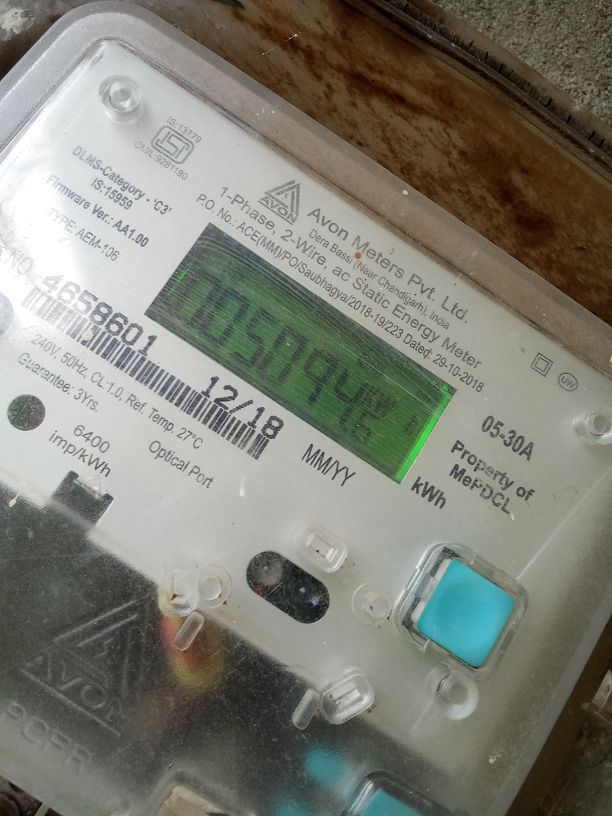 IS:13779
ISI
CM/L:9281180
DLMS-Category - 'C3'
IS:15959
Firmware Ver.: AA1.00
TYPE: AEM-106
AVON
Avon Meters Pvt. Ltd.
Dera Bassi (Near Chandigarh), India
1-Phase, 2-Wire, ac Static Energy Meter
P.O. No.: ACE(MM)/PO/Saubhagya/2018-19/223 Dated: 29-10-2018
4658601
12/18
MM/YY
kWh
UW
05-30A
Property of
MePDCL
240V, 50Hz, CL:1.0, Ref. Temp. 27°C
Guarantee: 3Yrs.
6400
imp/kWh
Optical Port
AVON